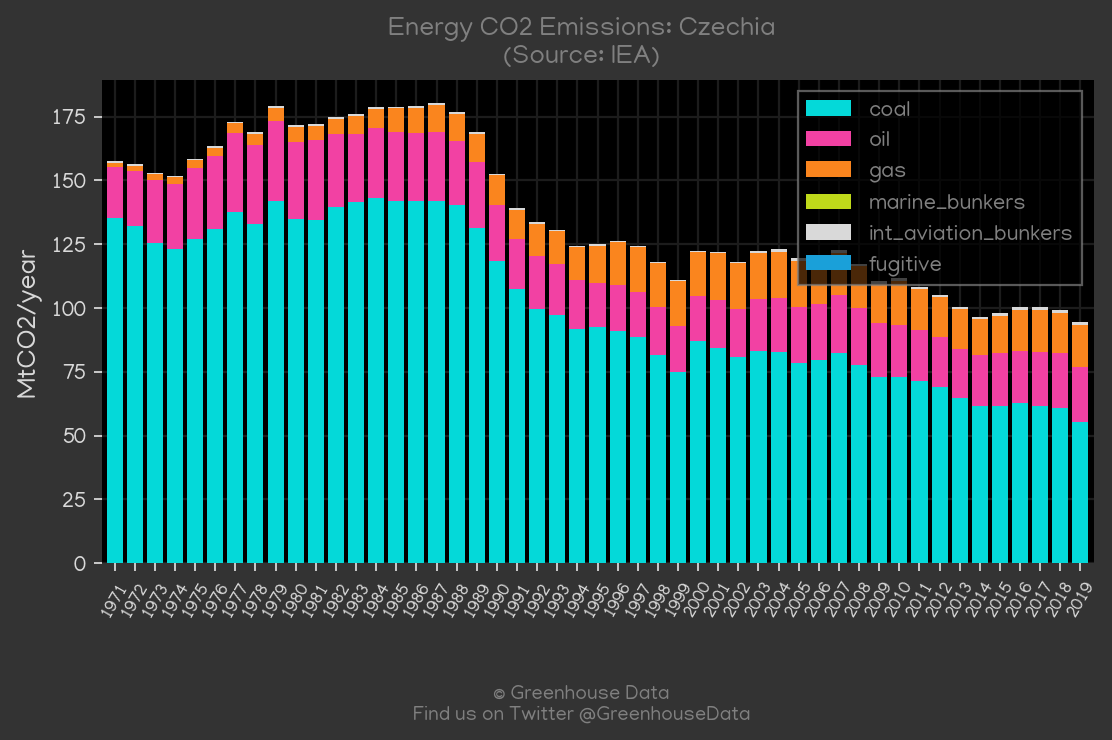 Energy CO2 Emissions: Czechia
(Source: IEA)
MtCO2/year
175
150
125
100
75
50
25
0
coal
oil
gas
marine_bunkers
int_aviation_bunkers
fugitive
1971 1972 1973 1974 1975 1976 1977 1978 1979 1980 1981 1982 1983 1984 1985 1986 1987 1988 1989 1990 1991 1992 1993 1994 1995 1996 1997 1998 1999 2000 2001 2002 2003 2004 2005 2006 2007 2008 2009 2010 2011 2012 2013 2014 2015 2016 2017 2018 2019
© Greenhouse Data
Find us on Twitter @GreenhouseData